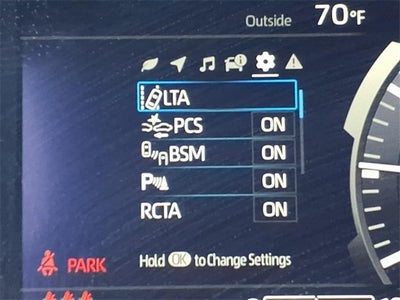 Outside 70°F
LTA
PCS ON
BSM ON
P ON
RCTA ON
Hold OK to Change Settings
PARK